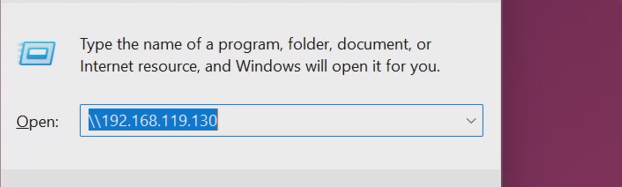 Type the name of a program, folder, document, or
Internet resource, and Windows will open it for you.
Open: \\192.168.119.130